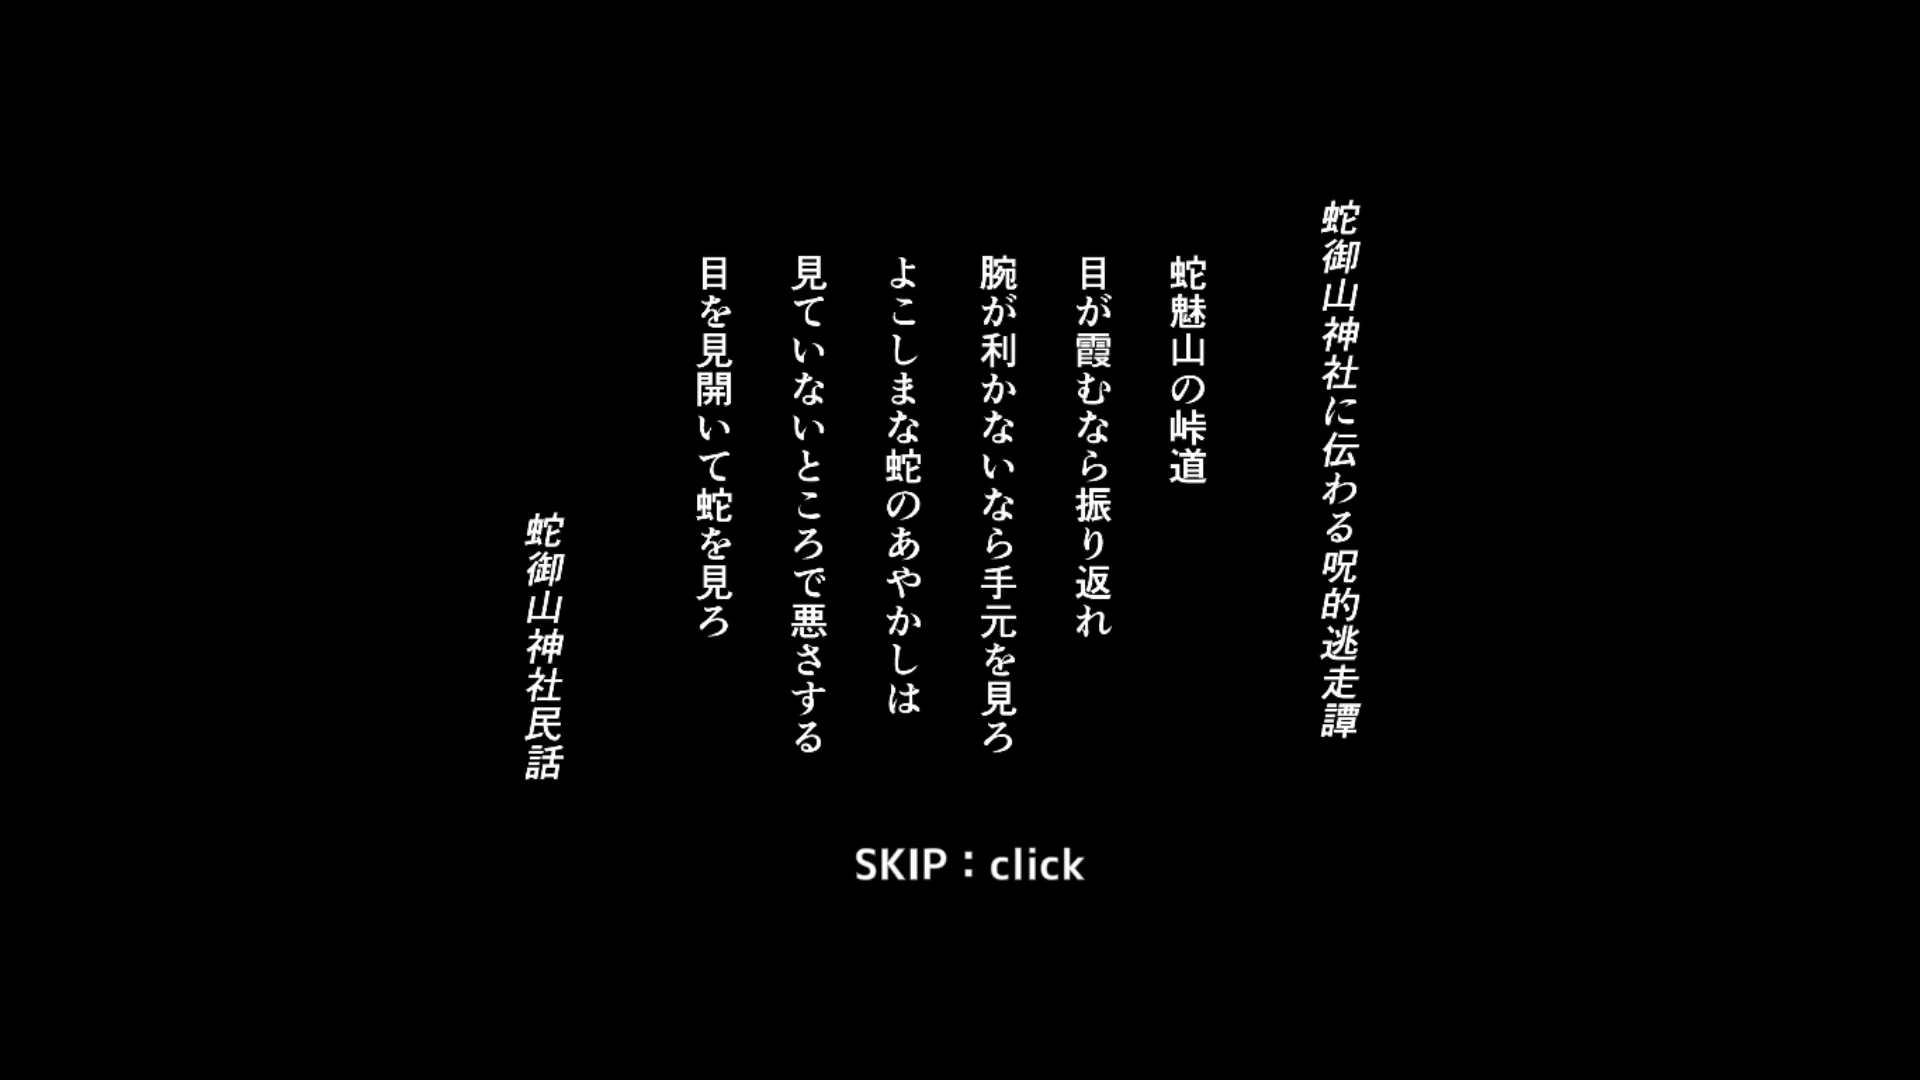 蛇御山神社に伝わる呪的逃走譚
蛇魅山の峠道
目が霞むなら振り返れ
腕が利かないなら手元を見ろ
よこしまな蛇のあやかしは
見ていないところで悪さする
目を見開いて蛇を見ろ
蛇御山神社民話
SKIP：click